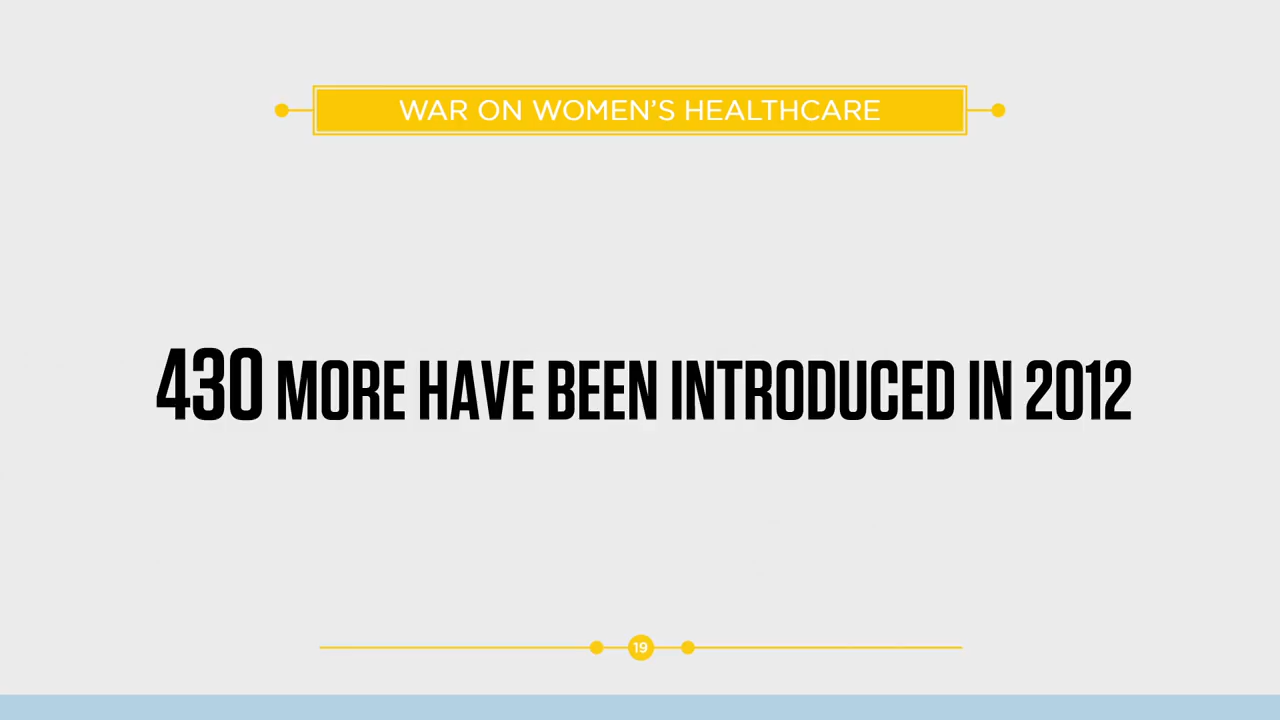 WAR ON WOMEN'S HEALTHCARE
430 MORE HAVE BEEN INTRODUCED IN 2012
19